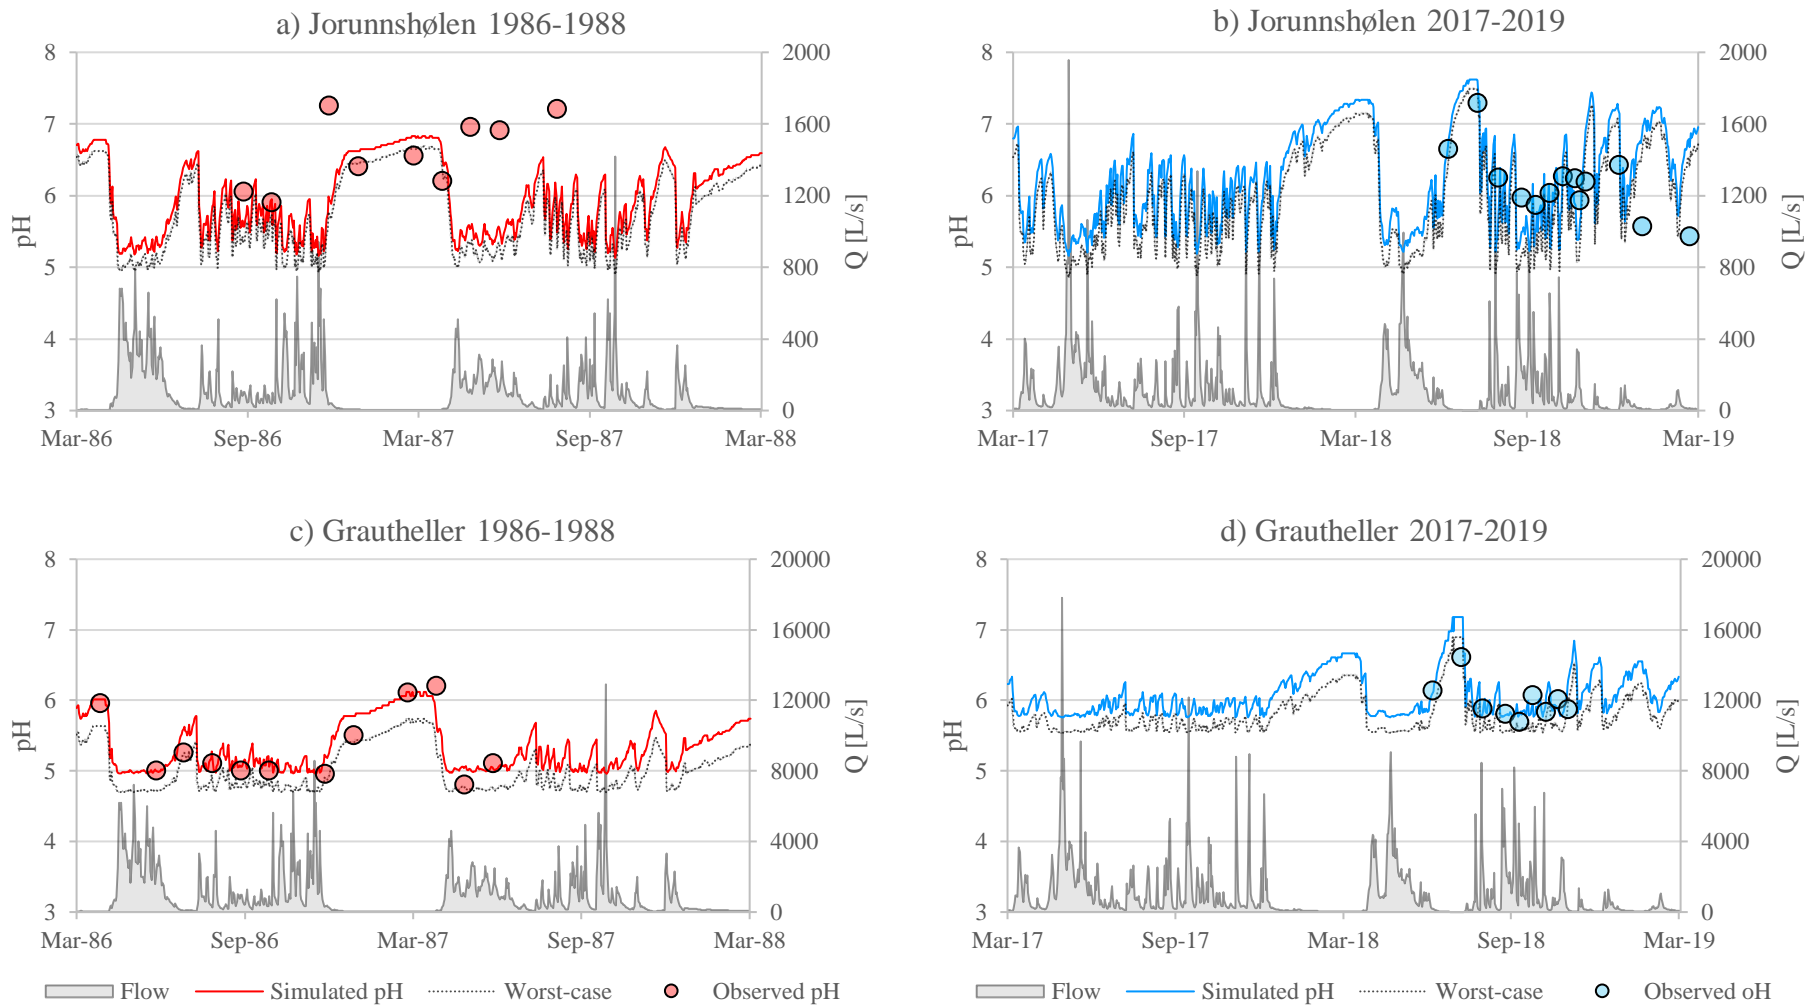 a) Jorunnshølen 1986-1988
8
7
6
5
4
3
pH
2000
1600
1200
800
400
0
Q [L/s]
Mar-86 Sep-86 Mar-87 Sep-87 Mar-88
b) Jorunnshølen 2017-2019
8
7
6
5
4
3
pH
2000
1600
1200
800
400
0
Q [L/s]
Mar-17 Sep-17 Mar-18 Sep-18 Mar-19
c) Grautheller 1986-1988
8
7
6
5
4
3
pH
20000
16000
12000
8000
4000
0
Q [L/s]
Mar-86 Sep-86 Mar-87 Sep-87 Mar-88
Flow Simulated pH Worst-case Observed pH
d) Grautheller 2017-2019
8
7
6
5
4
3
pH
20000
16000
12000
8000
4000
0
Q [L/s]
Mar-17 Sep-17 Mar-18 Sep-18 Mar-19
Flow Simulated pH Worst-case Observed oH